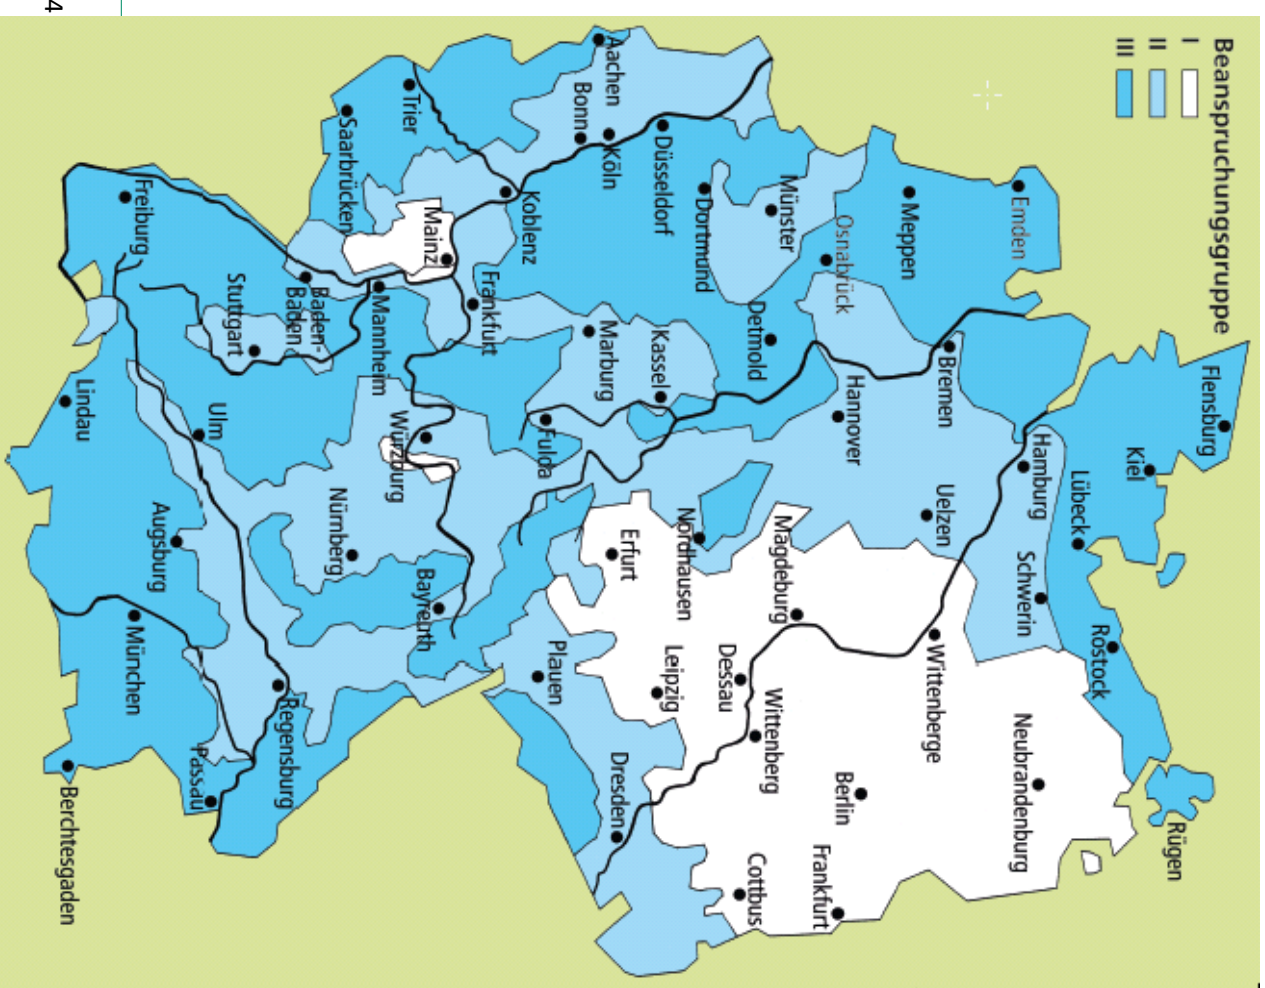 4
Beanspruchungsgruppe
I
II
III
Flensburg
Kiel
Lübeck
Hamburg
Schwerin
Rostock
Rügen
Neubrandenburg
Emden
Meppen
Bremen
Uelzen
Wittenberge
Osnabrück
Hannover
Berlin
Frankfurt
Münster
Detmold
Magdeburg
Wittenberg
Cottbus
Dortmund
Düsseldorf
Kassel
Nordhausen
Dessau
Leipzig
Aachen
Köln
Bonn
Marburg
Erfurt
Dresden
Koblenz
Fulda
Plauen
Frankfurt
Mainz
Trier
Würzburg
Bayreuth
Mannheim
Saarbrücken
Nürnberg
Baden-
Baden
Regensburg
Stuttgart
Ulm
Passau
Freiburg
Augsburg
München
Lindau
Berchtesgaden